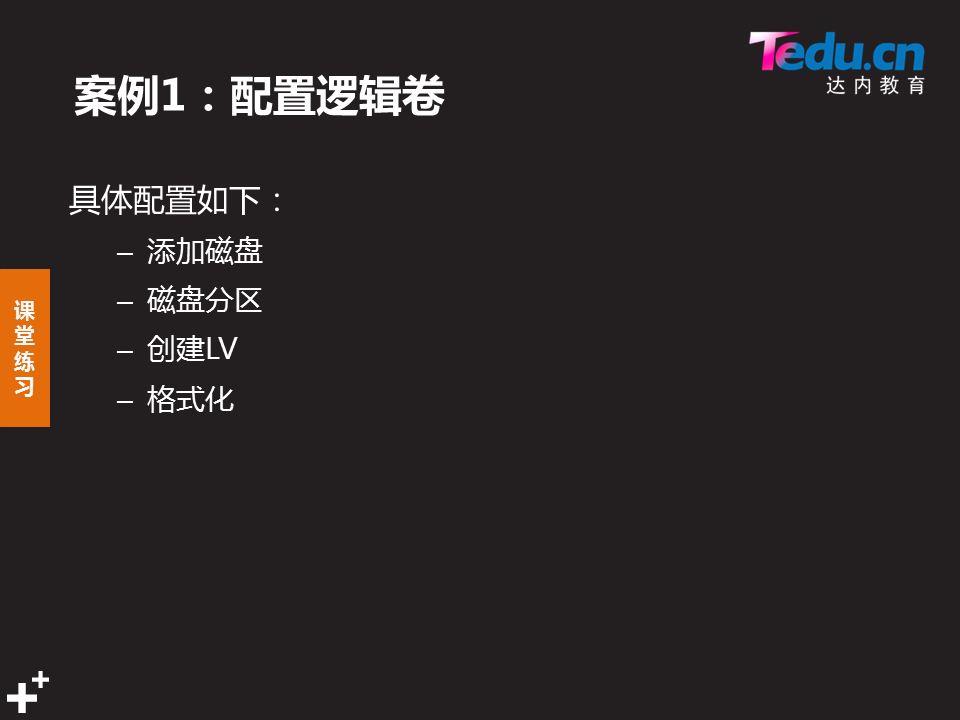 Tedu.cn
达内教育
案例1：配置逻辑卷
具体配置如下：
– 添加磁盘
– 磁盘分区
– 创建LV
– 格式化
课堂练习